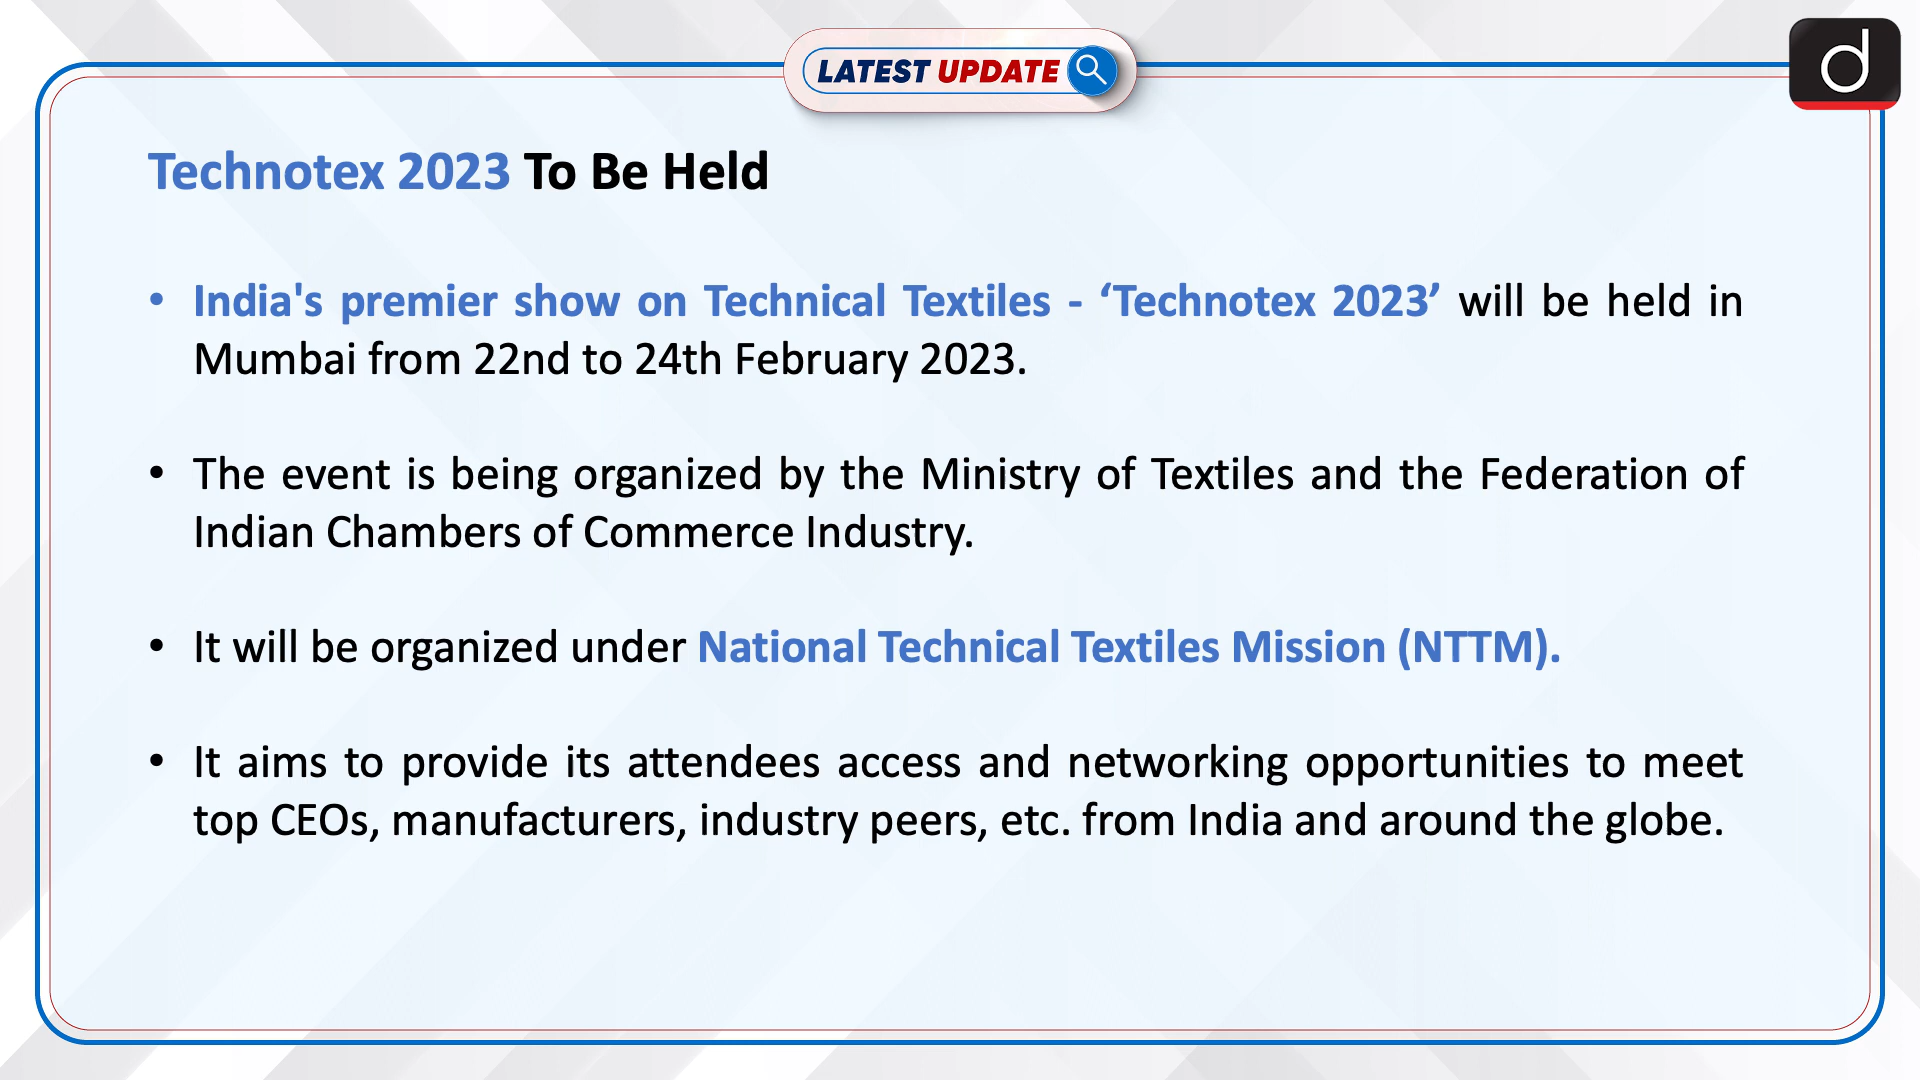 LATEST UPDATE
d
Technotex 2023 To Be Held
• India's premier show on Technical Textiles - ‘Technotex 2023’ will be held in
Mumbai from 22nd to 24th February 2023.
• The event is being organized by the Ministry of Textiles and the Federation of
Indian Chambers of Commerce Industry.
• It will be organized under National Technical Textiles Mission (NTTM).
• It aims to provide its attendees access and networking opportunities to meet
top CEOs, manufacturers, industry peers, etc. from India and around the globe.